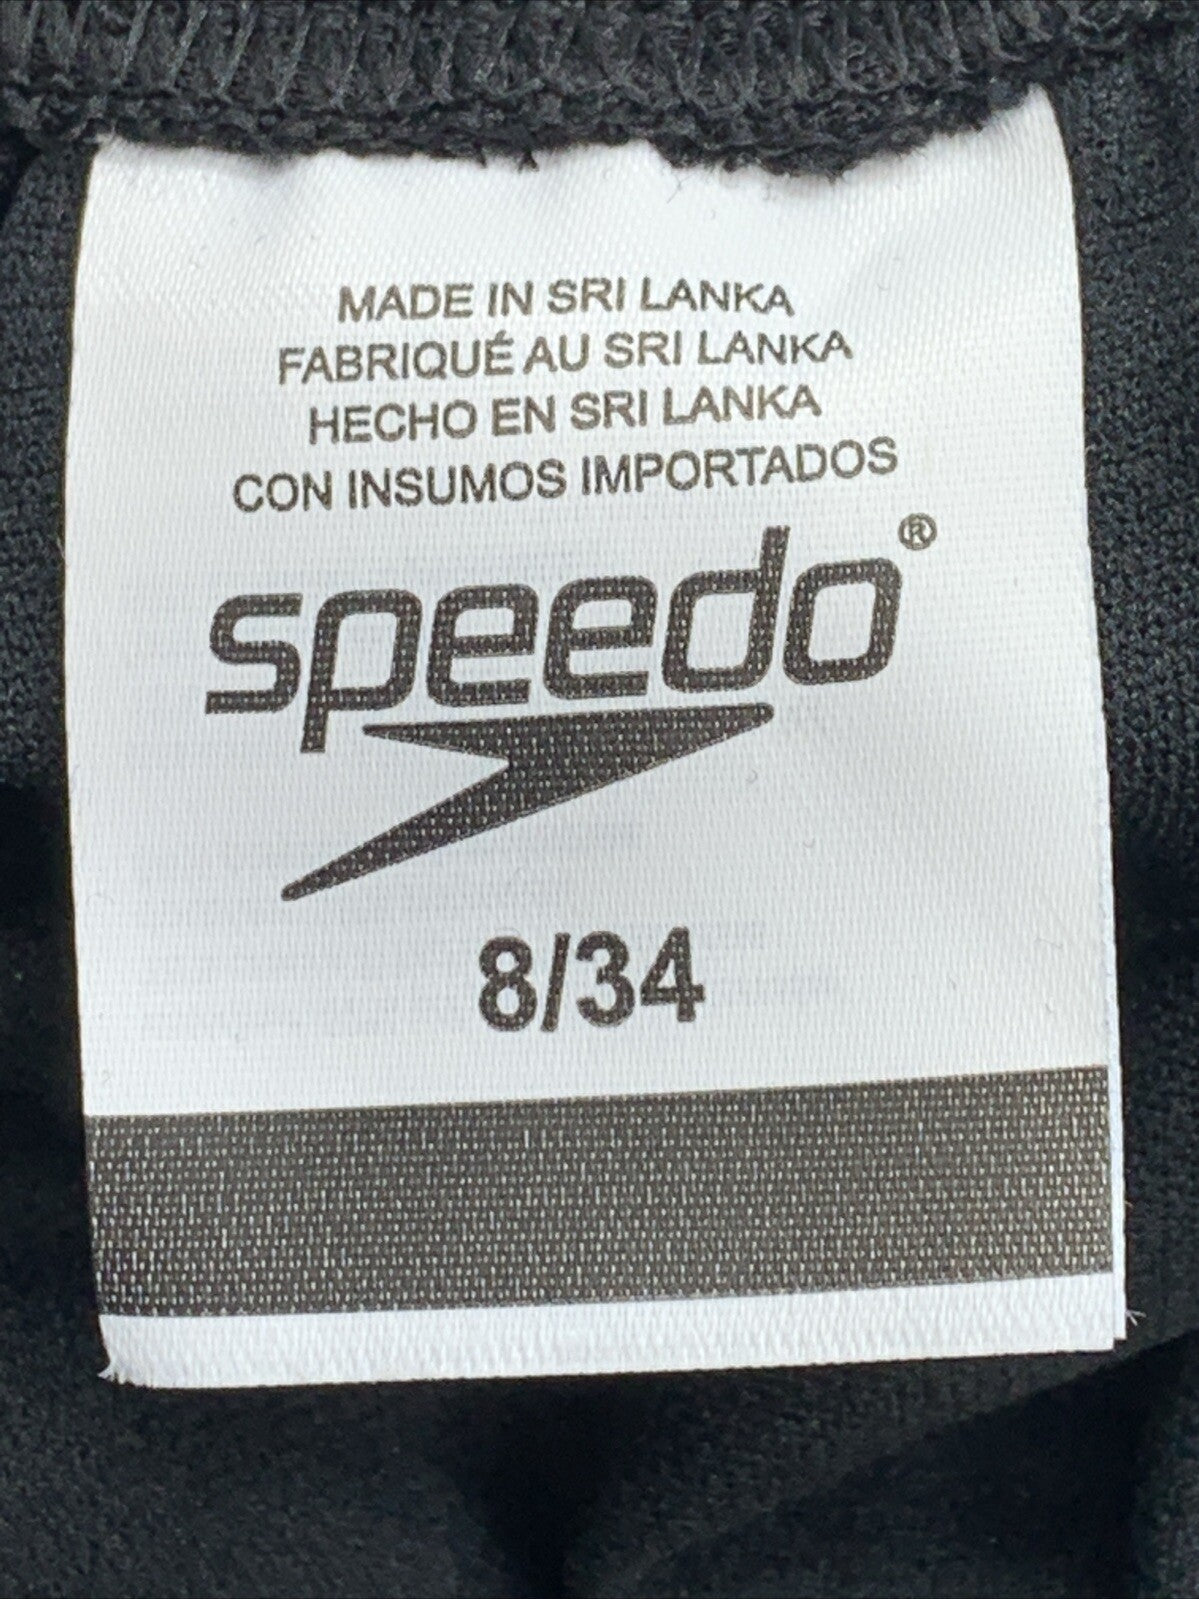 MADE IN SRI LANKA
FABRIQUÉ AU SRI LANKA
HECHO EN SRI LANKA
CON INSUMOS IMPORTADOS
speedo®
8/34